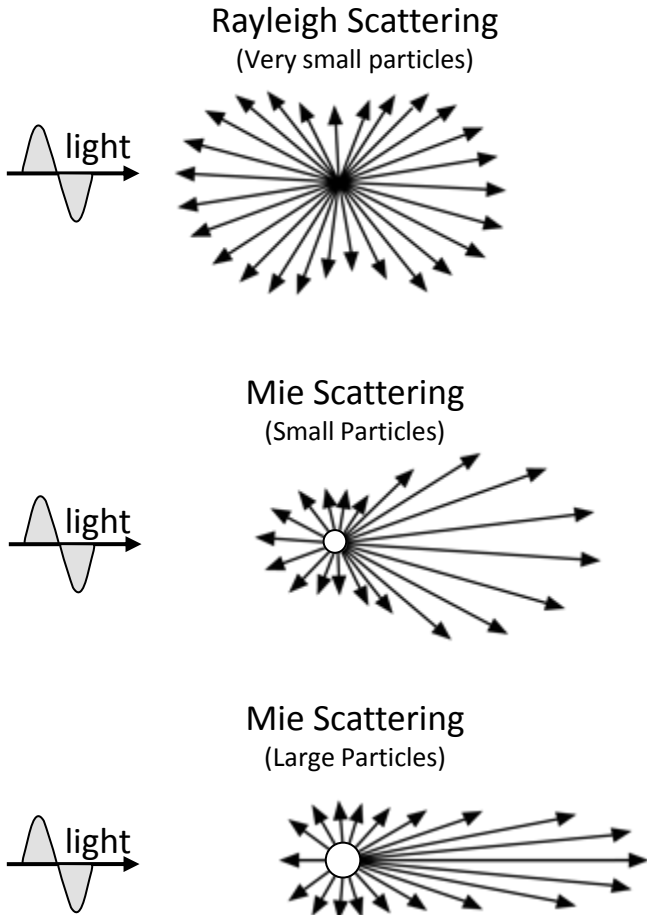 Rayleigh Scattering
(Very small particles)
light
Mie Scattering
(Small Particles)
light
Mie Scattering
(Large Particles)
light